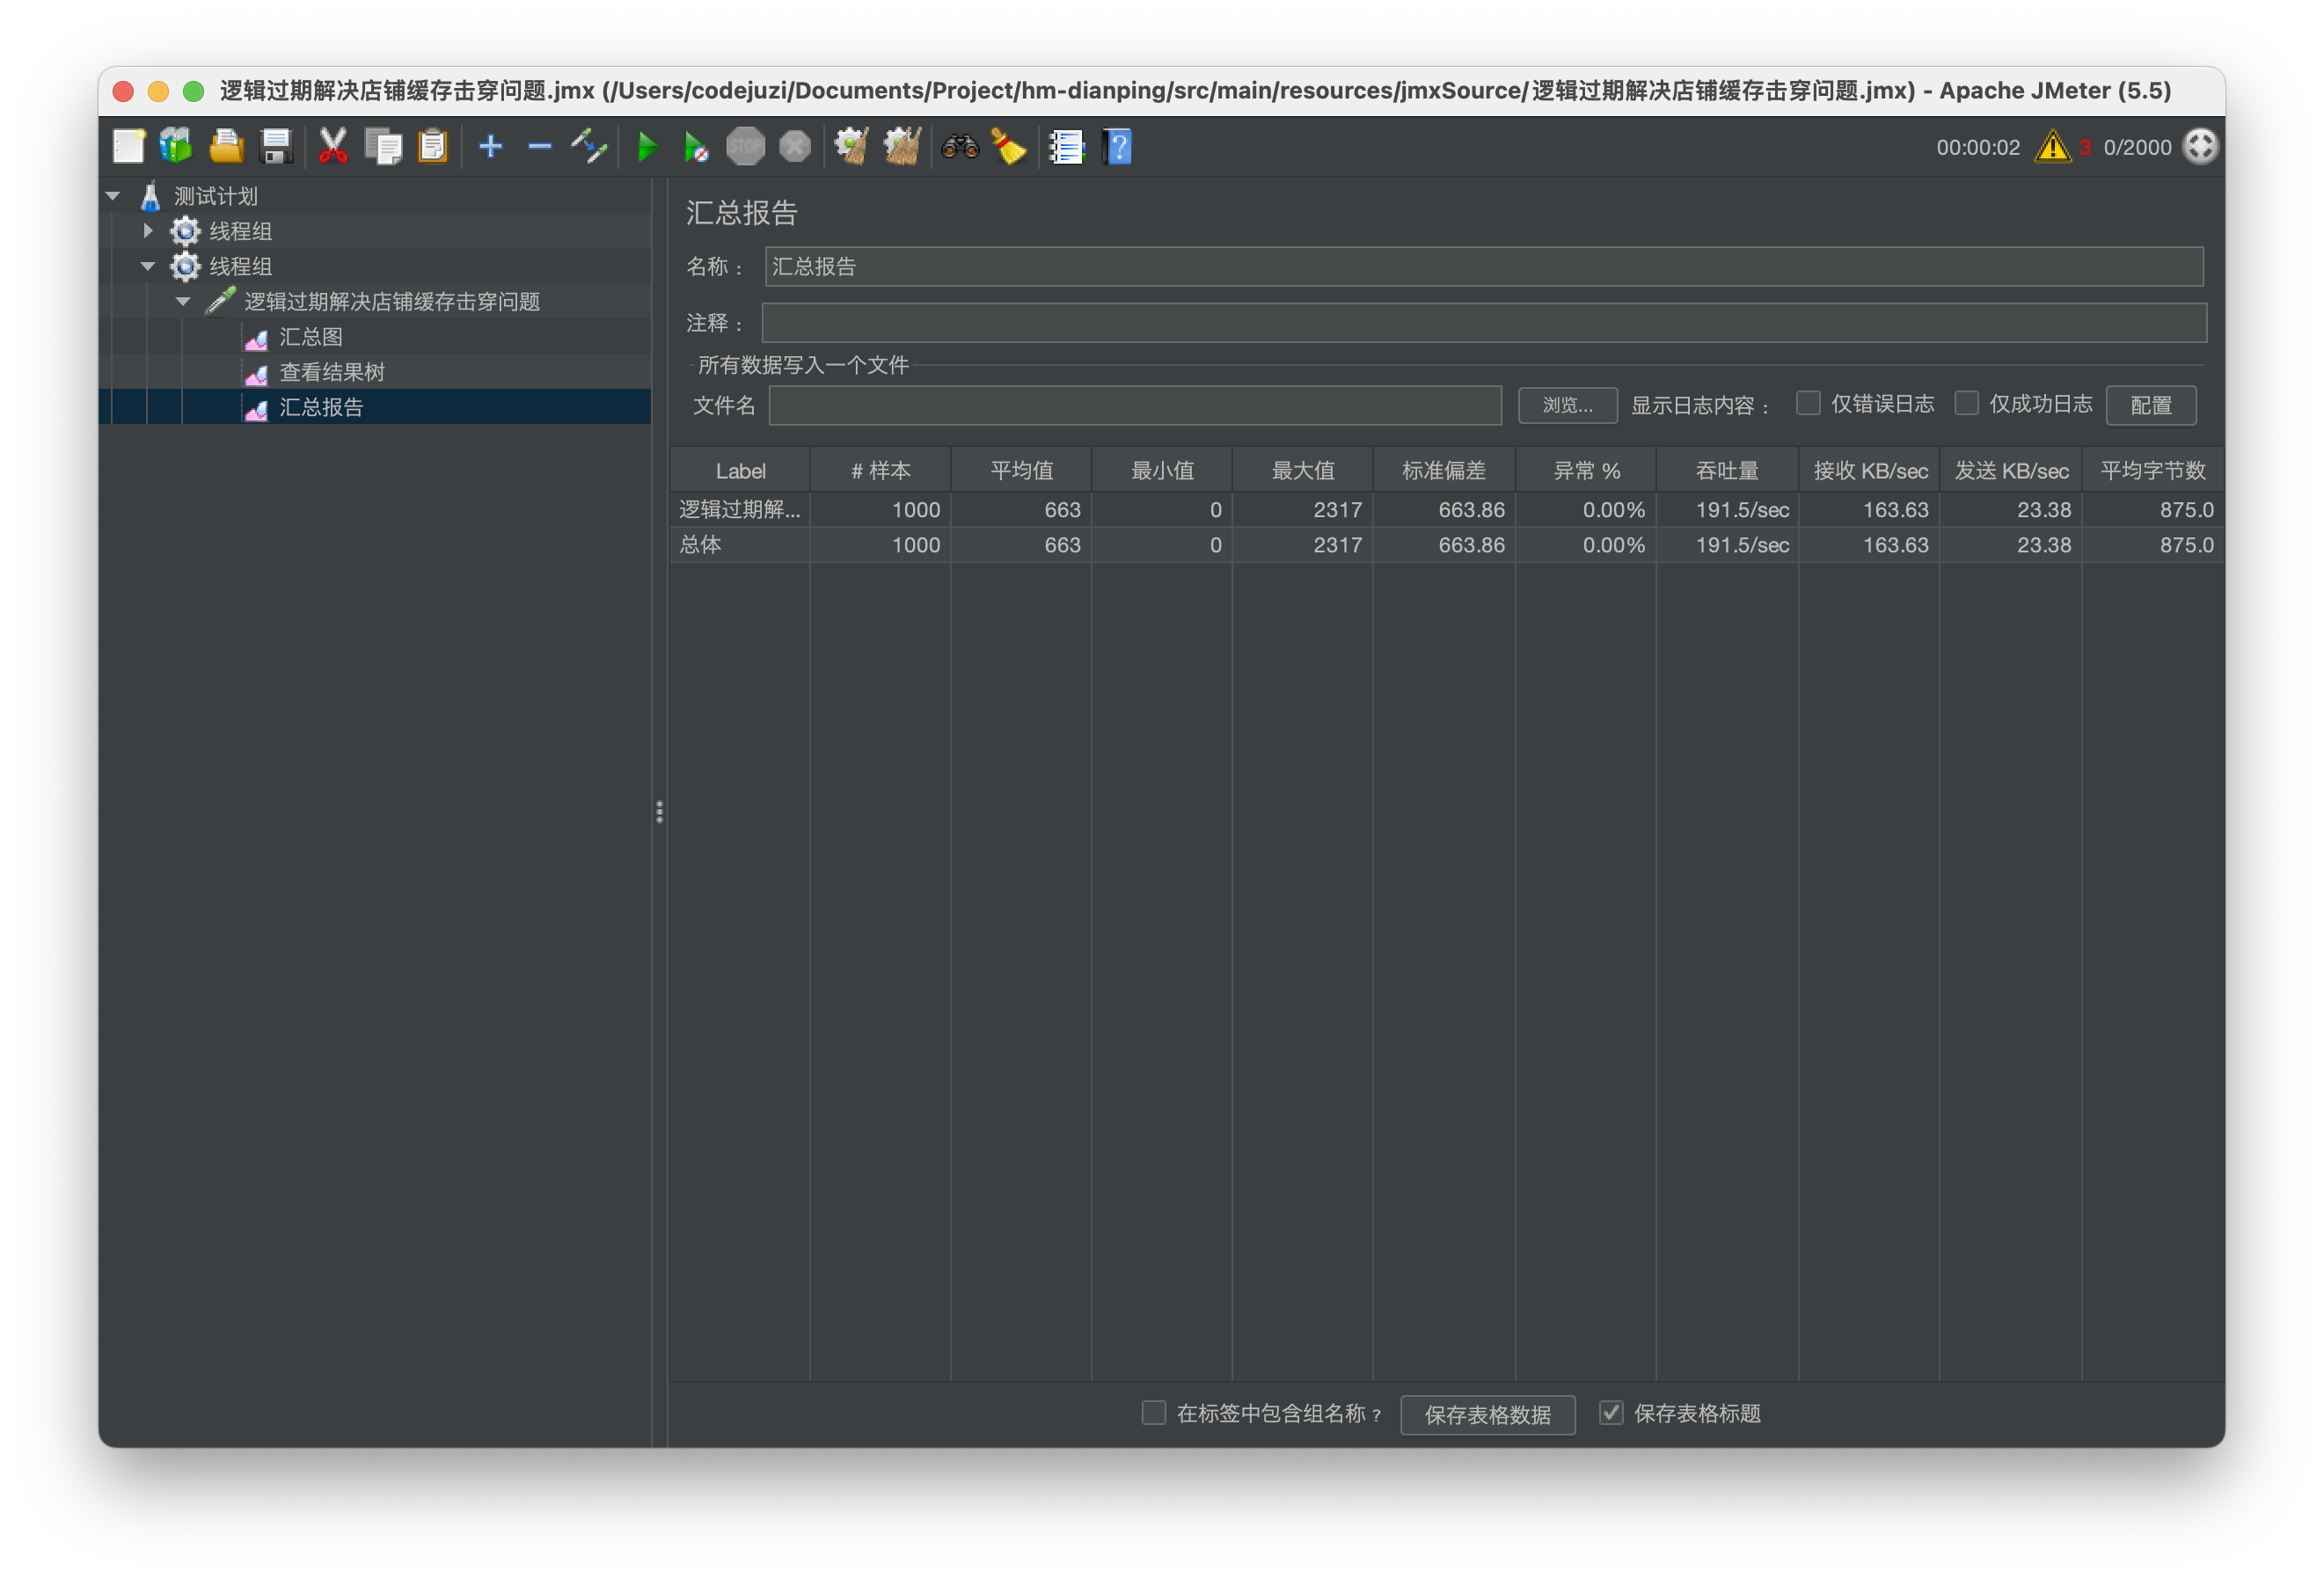 逻辑过期解决店铺缓存击穿问题.jmx (/Users/codejuzi/Documents/Project/hm-dianping/src/main/resources/jmxSource/逻辑过期解决店铺缓存击穿问题.jmx) - Apache JMeter (5.5)
STOP ? 00:00:02 3 0/2000
测试计划
线程组
线程组
逻辑过期解决店铺缓存击穿问题
汇总图
查看结果树
汇总报告
汇总报告
名称： 汇总报告
注释：
所有数据写入一个文件
文件名 浏览... 显示日志内容： 仅错误日志 仅成功日志 配置
Label # 样本 平均值 最小值 最大值 标准偏差 异常 % 吞吐量 接收 KB/sec 发送 KB/sec 平均字节数
逻辑过期解... 1000 663 0 2317 663.86 0.00% 191.5/sec 163.63 23.38 875.0
总体 1000 663 0 2317 663.86 0.00% 191.5/sec 163.63 23.38 875.0
在标签中包含组名称？ 保存表格数据 保存表格标题